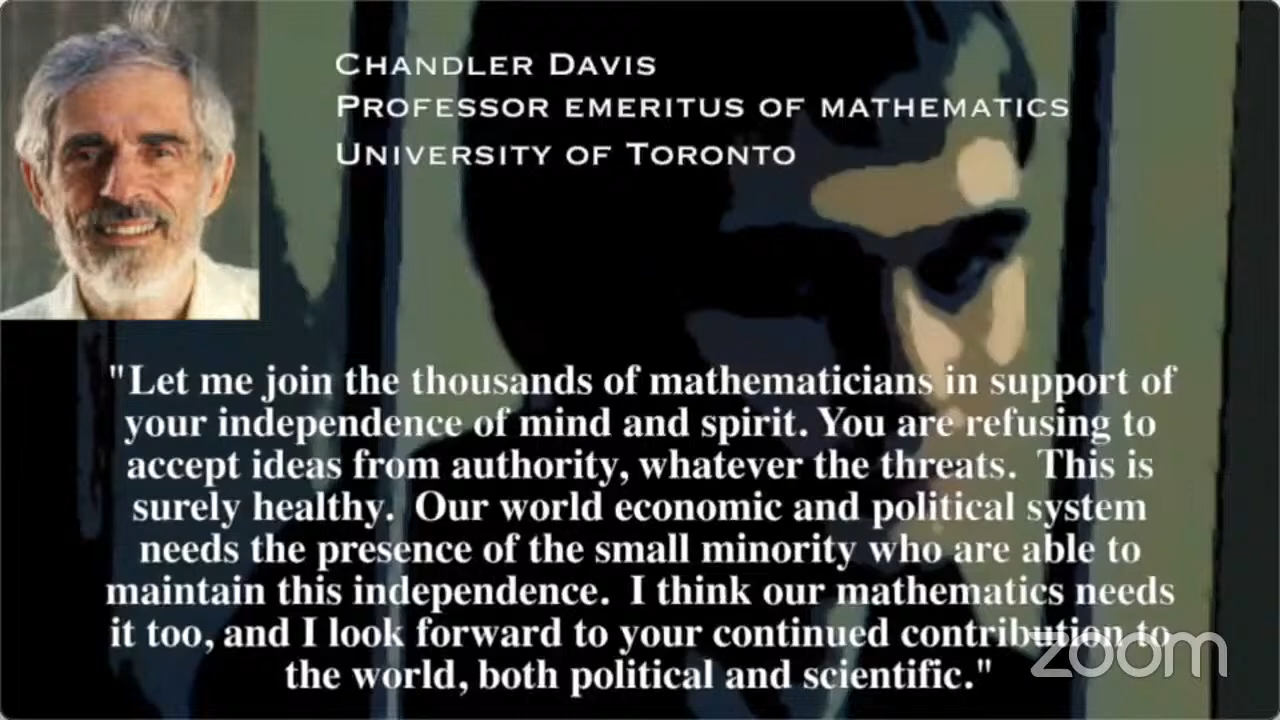 CHANDLER DAVIS
PROFESSOR EMERITUS OF MATHEMATICS
UNIVERSITY OF TORONTO
"Let me join the thousands of mathematicians in support of
your independence of mind and spirit. You are refusing to
accept ideas from authority, whatever the threats.  This is
surely healthy.  Our world economic and political system
needs the presence of the small minority who are able to
maintain this independence.  I think our mathematics needs
it too, and I look forward to your continued contribution to
the world, both political and scientific."
zoom